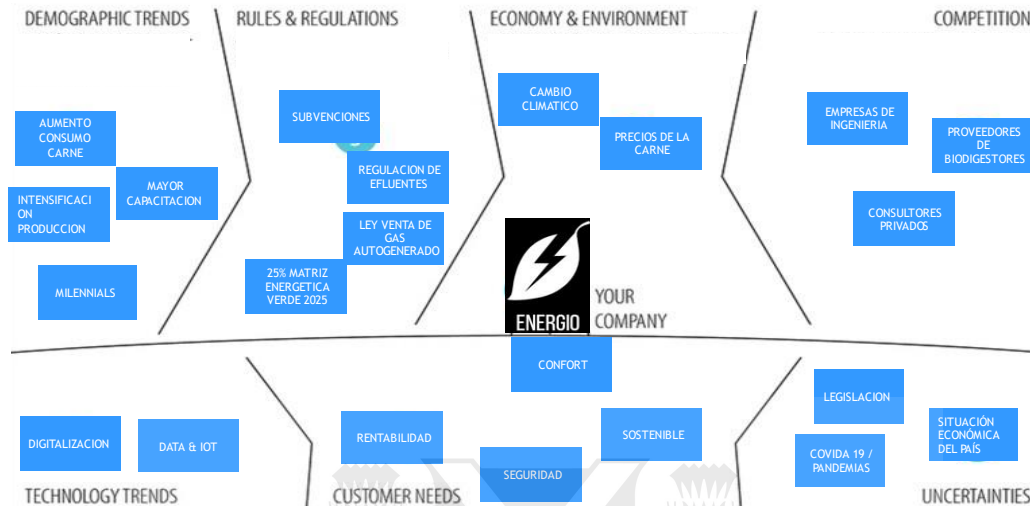 DEMOGRAPHIC TRENDS
AUMENTO
CONSUMO
CARNE
MAYOR
CAPACITACION
INTENSIFICACI
ON
PRODUCCION
MILENNIALS
RULES & REGULATIONS
SUBVENCIONES
REGULACION DE
EFLUENTES
LEY VENTA DE
GAS
AUTOGENERADO
25% MATRIZ
ENERGETICA
VERDE 2025
ECONOMY & ENVIRONMENT
CAMBIO
CLIMATICO
PRECIOS DE LA
CARNE
COMPETITION
EMPRESAS DE
INGENIERIA
PROVEEDORES
DE
BIODIGESTORES
CONSULTORES
PRIVADOS
ENERGIO
YOUR
COMPANY
DIGITALIZACION
DATA & IOT
TECHNOLOGY TRENDS
CONFORT
RENTABILIDAD
SOSTENIBLE
SEGURIDAD
CUSTOMER NEEDS
LEGISLACION
SITUACIÓN
ECONÓMICA
DEL PAÍS
COVIDA 19 /
PANDEMIAS
UNCERTAINTIES